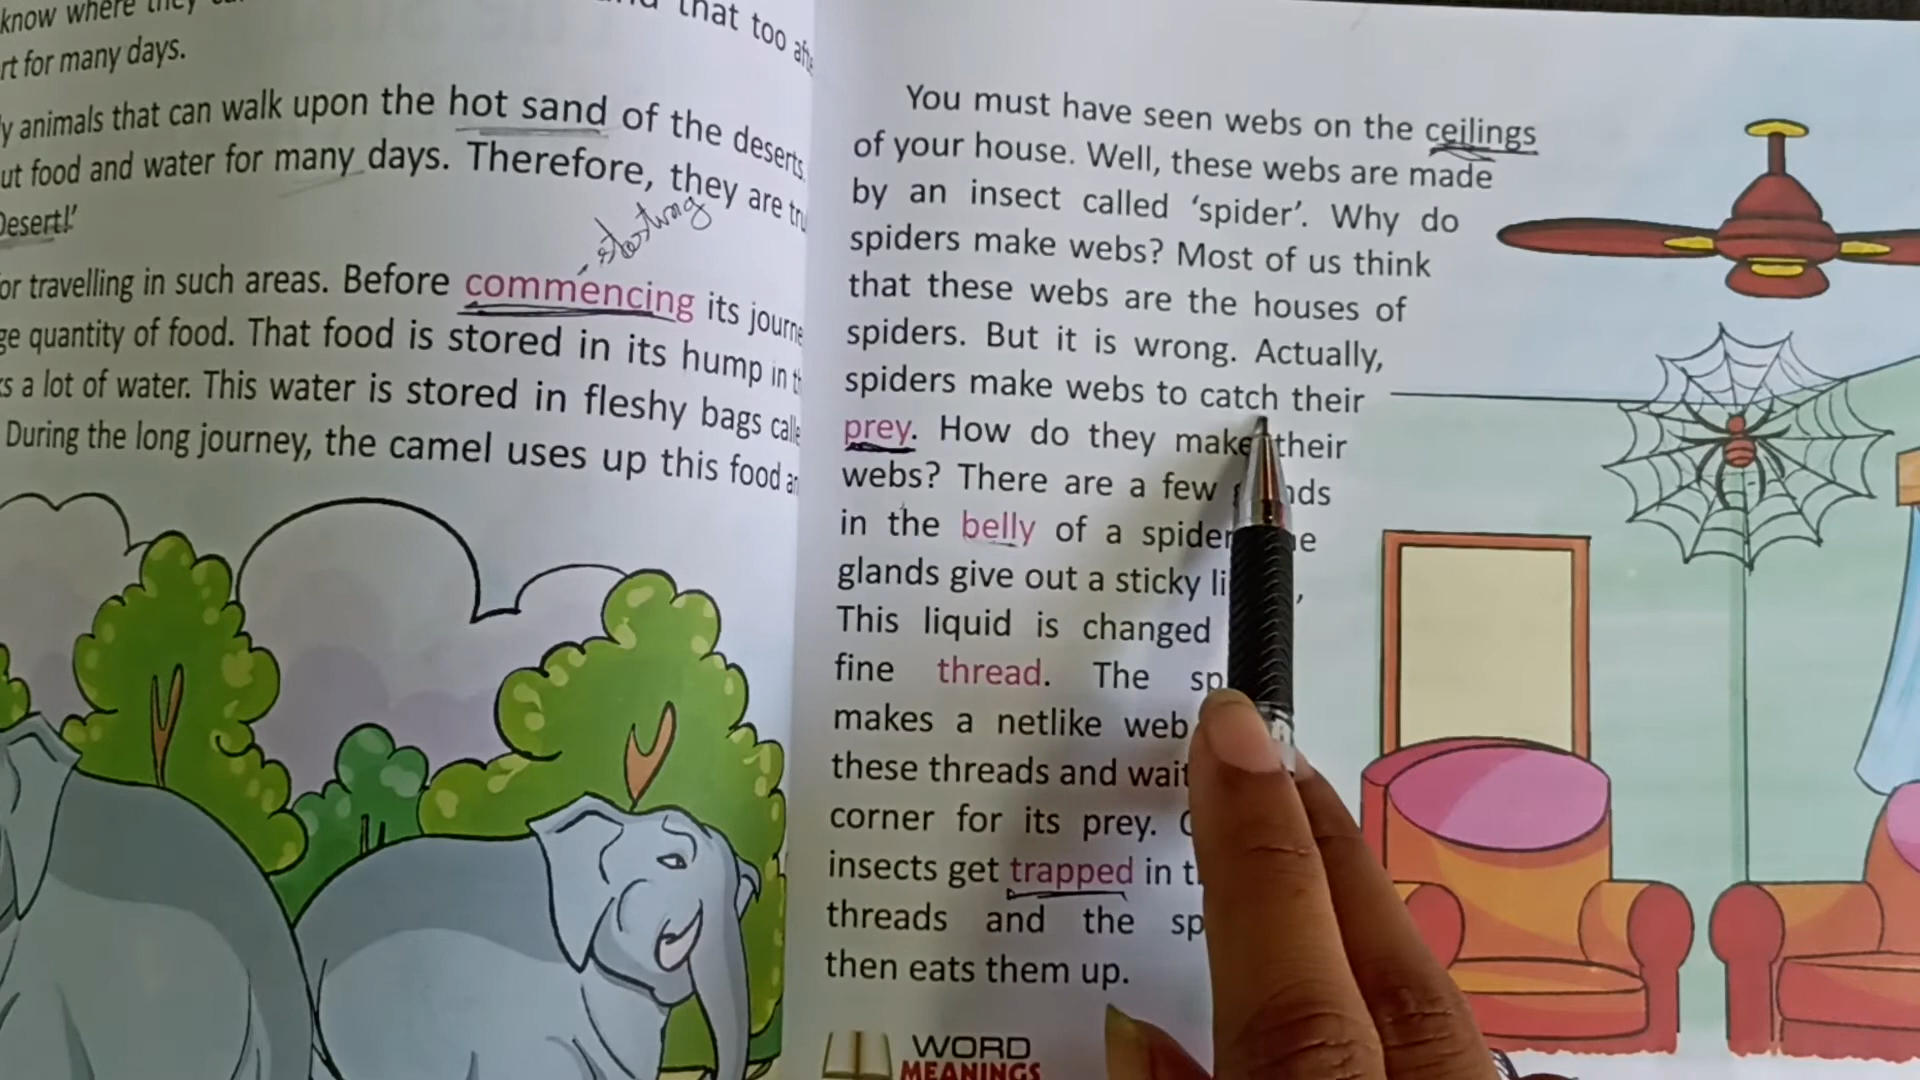 know where they
that too
rt for many days.
y animals that can walk upon the hot sand of the deserts.
ut food and water for many days. Therefore, they are tru
Desert!'
starting
or travelling in such areas. Before commencing its journe
ge quantity of food. That food is stored in its hump in th
s a lot of water. This water is stored in fleshy bags calle
During the long journey, the camel uses up this food an
You must have seen webs on the ceilings
of your house. Well, these webs are made
by an insect called 'spider'. Why do
spiders make webs? Most of us think
that these webs are the houses of
spiders. But it is wrong. Actually,
spiders make webs to catch their
prey. How do they make their
webs? There are a few nds
in the belly of a spider
glands give out a sticky li ,
This liquid is changed
fine thread. The sp
makes a netlike web
these threads and wait
corner for its prey.
insects get trapped in t
threads and the sp
then eats them up.
WORD
MEANINGS